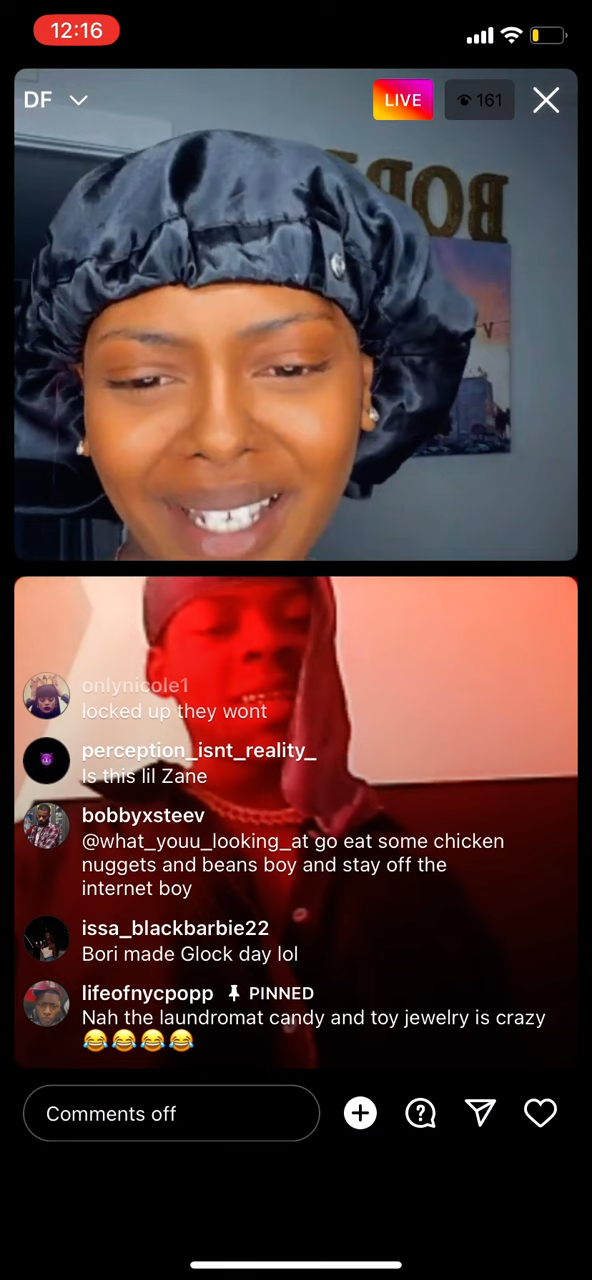 12:16
DF
LIVE
161
BOR
onlynicole1
locked up they wont
perception_isnt_reality_
Is this lil Zane
bobbyxsteev
@what_youu_looking_at go eat some chicken
nuggets and beans boy and stay off the
internet boy
issa_blackbarbie22
Bori made Glock day lol
lifeofnycpopp PINNED
Nah the laundromat candy and toy jewelry is crazy
😂😂😂😂
Comments off